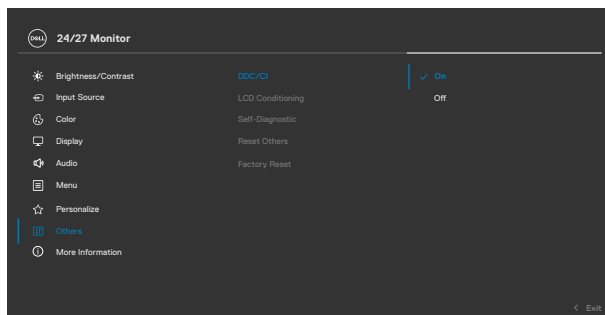 DELL 24/27 Monitor
Brightness/Contrast DDC/CI On
Input Source LCD Conditioning Off
Color Self-Diagnostic
Display Reset Others
Audio Factory Reset
Menu
Personalize
Others
More Information
< Exit